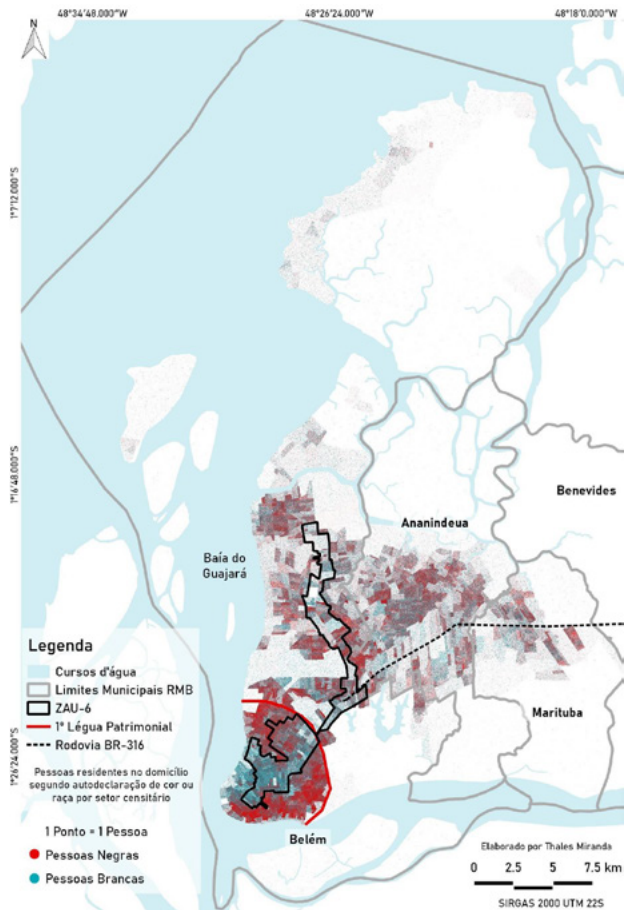 48°34'48.000"W
48°26'24.000"W
48°18'0.000"W
N
1°7'12.000"S
1°16'48.000"S
1°26'24.000"S
Benevides
Ananindeua
Baía do
Guajará
Marituba
Belém
Legenda
Cursos d'água
Limites Municipais RMB
ZAU-6
1ª Légua Patrimonial
Rodovia BR-316
Pessoas residentes no domicílio
segundo autodeclaração de cor ou
raça por setor censitário
1 Ponto = 1 Pessoa
Pessoas Negras
Pessoas Brancas
Elaborado por Thales Miranda
0 2.5 5 7.5 km
SIRGAS 2000 UTM 22S